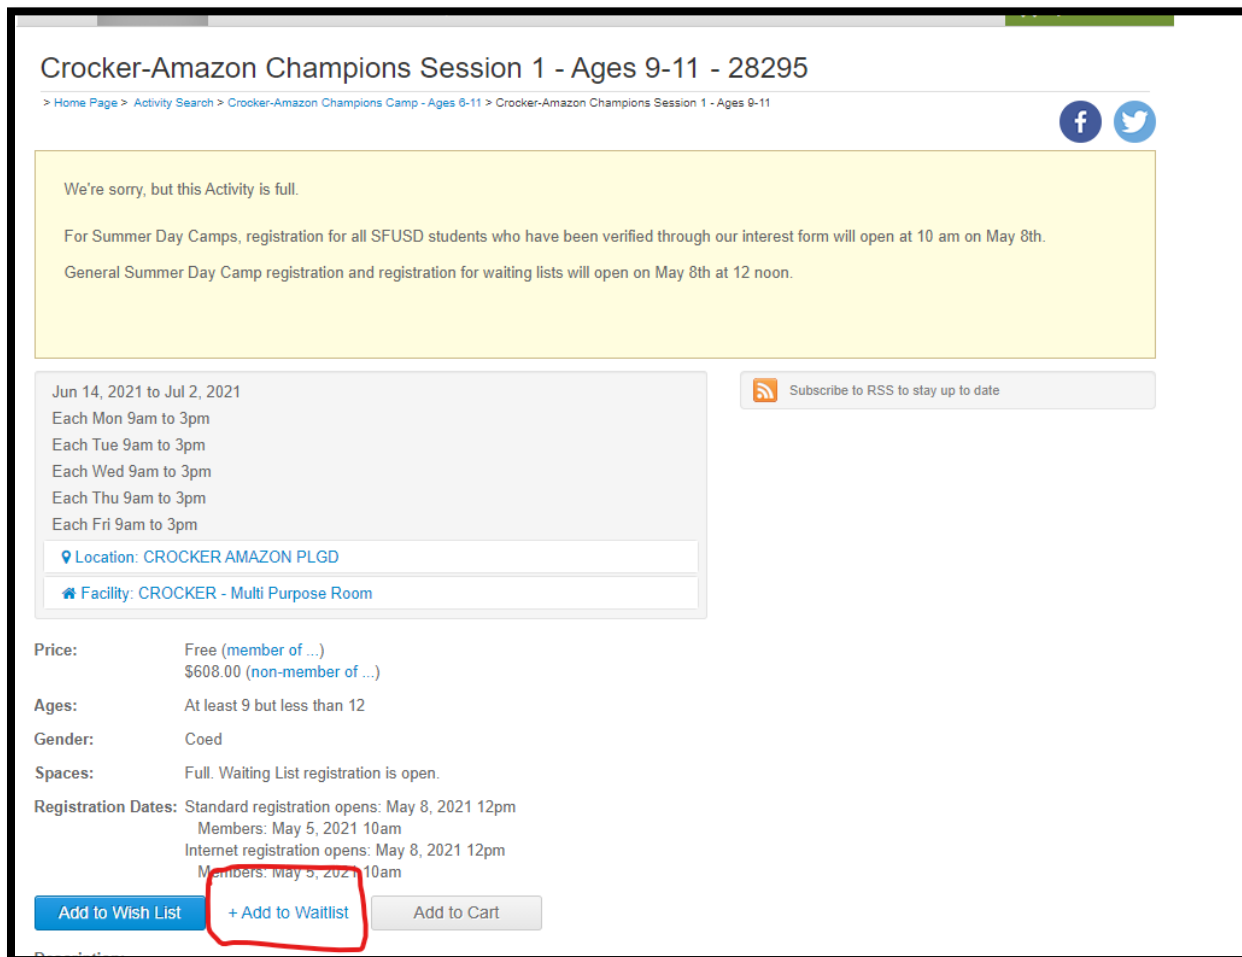 Crocker-Amazon Champions Session 1 - Ages 9-11 - 28295
> Home Page > Activity Search > Crocker-Amazon Champions Camp - Ages 6-11 > Crocker-Amazon Champions Session 1 - Ages 9-11
We're sorry, but this Activity is full.
For Summer Day Camps, registration for all SFUSD students who have been verified through our interest form will open at 10 am on May 8th.
General Summer Day Camp registration and registration for waiting lists will open on May 8th at 12 noon.
Jun 14, 2021 to Jul 2, 2021
Each Mon 9am to 3pm
Each Tue 9am to 3pm
Each Wed 9am to 3pm
Each Thu 9am to 3pm
Each Fri 9am to 3pm
Location: CROCKER AMAZON PLGD
Facility: CROCKER - Multi Purpose Room
Subscribe to RSS to stay up to date
Price: Free (member of ...)
$608.00 (non-member of ...)
Ages: At least 9 but less than 12
Gender: Coed
Spaces: Full. Waiting List registration is open.
Registration Dates: Standard registration opens: May 8, 2021 12pm
Members: May 5, 2021 10am
Internet registration opens: May 8, 2021 12pm
Members: May 5, 2021 10am
Add to Wish List + Add to Waitlist Add to Cart